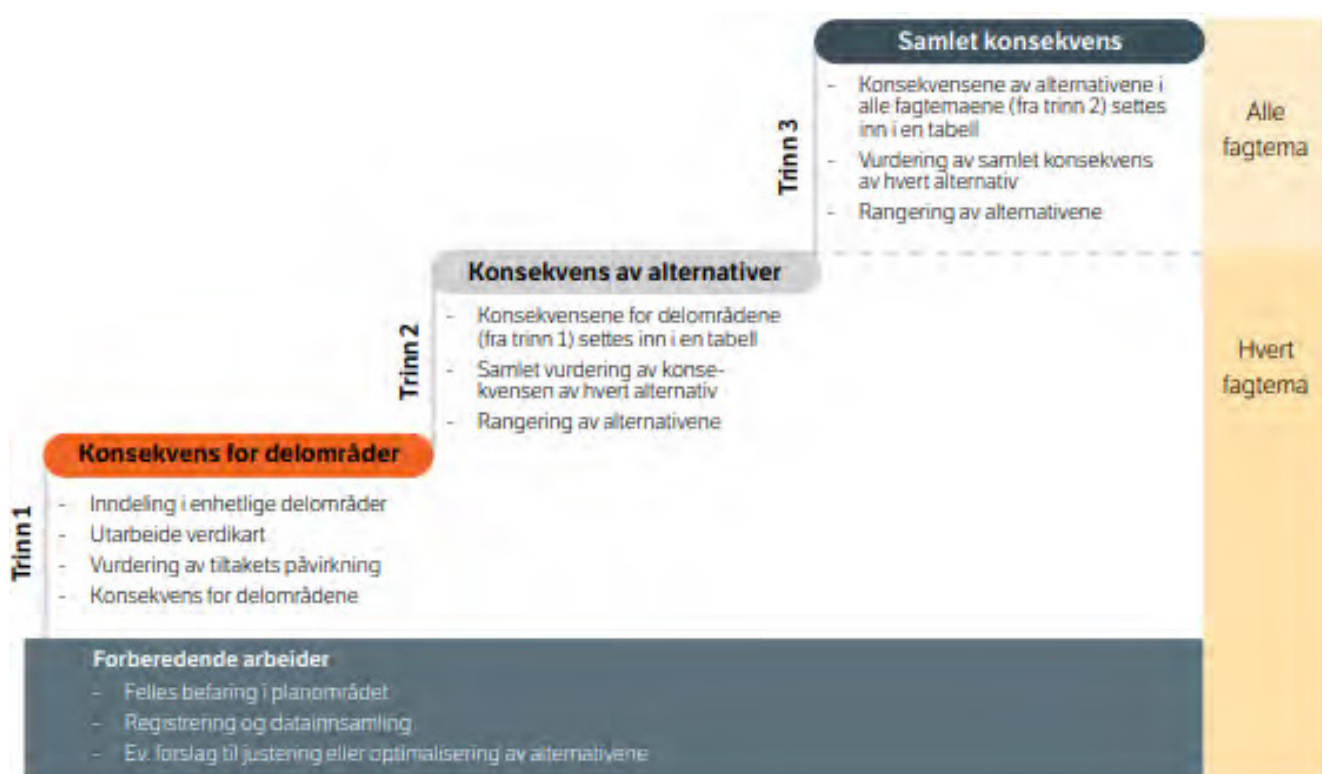 Samlet konsekvens
Trinn 3
- Konsekvensene av alternativene i
alle fagtemaene (fra trinn 2) settes
inn i en tabell
- Vurdering av samlet konsekvens
av hvert alternativ
- Rangering av alternativene
Alle
fagtema
Konsekvens av alternativer
Trinn 2
- Konsekvensene for delområdene
(fra trinn 1) settes inn i en tabell
- Samlet vurdering av konse-
kvensen av hvert alternativ
- Rangering av alternativene
Hvert
fagtema
Konsekvens for delområder
Trinn 1
- Inndeling i enhetlige delområder
- Utarbeide verdikart
- Vurdering av tiltakets påvirkning
- Konsekvens for delområdene
Forberedende arbeider
- Felles befaring i planområdet
- Registrering og datainnsamling
- Ev. forslag til justering eller optimalisering av alternativene